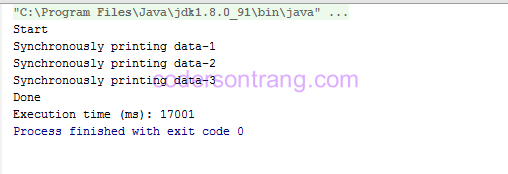 "C:\Program Files\Java\jdk1.8.0_91\bin\java" ...
Start
Synchronously printing data-1
Synchronously printing data-2
Synchronously printing data-3
codersontrang.com
Done
Execution time (ms): 17001
Process finished with exit code 0